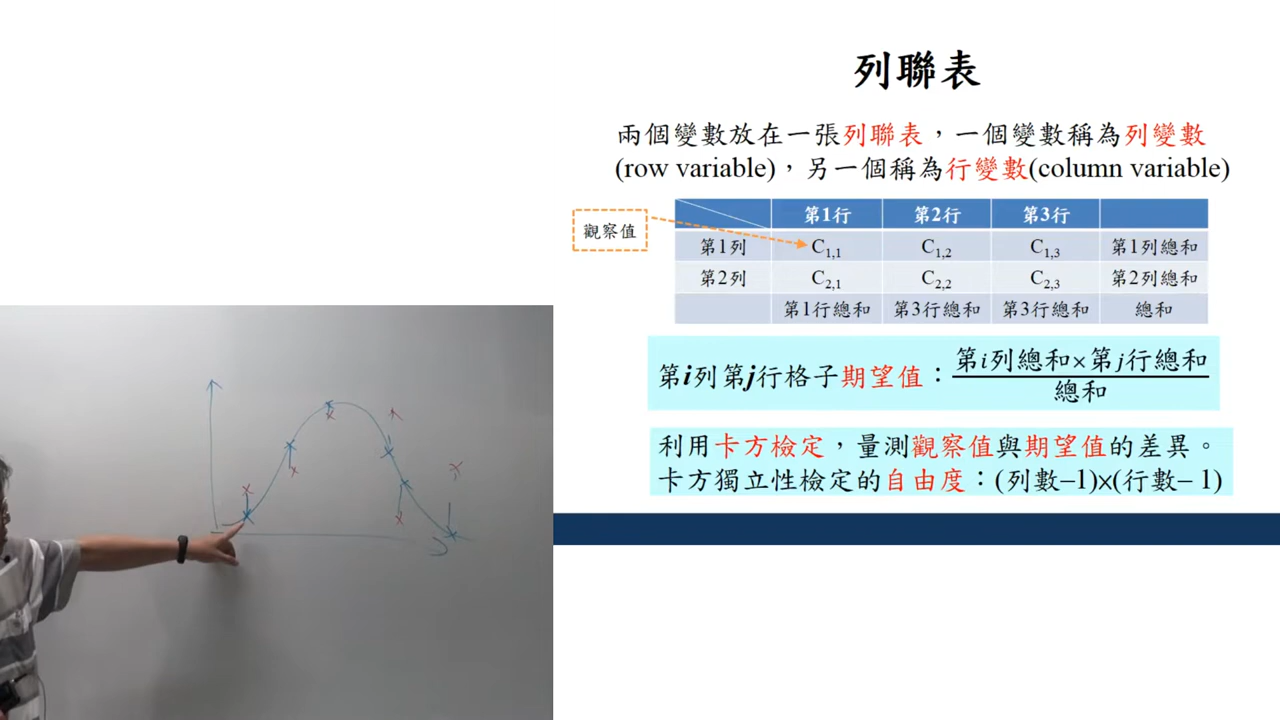 列聯表
兩個變數放在一張列聯表，一個變數稱為列變數
(row variable)，另一個稱為行變數(column variable)
觀察值
第1行 第2行 第3行
第1列 C1,1 C1,2 C1,3 第1列總和
第2列 C2,1 C2,2 C2,3 第2列總和
第1行總和 第3行總和 第3行總和 總和
第i列第j行格子期望值：第i列總和×第j行總和
總和
利用卡方檢定，量測觀察值與期望值的差異。
卡方獨立性檢定的自由度：(列數–1)×(行數– 1)